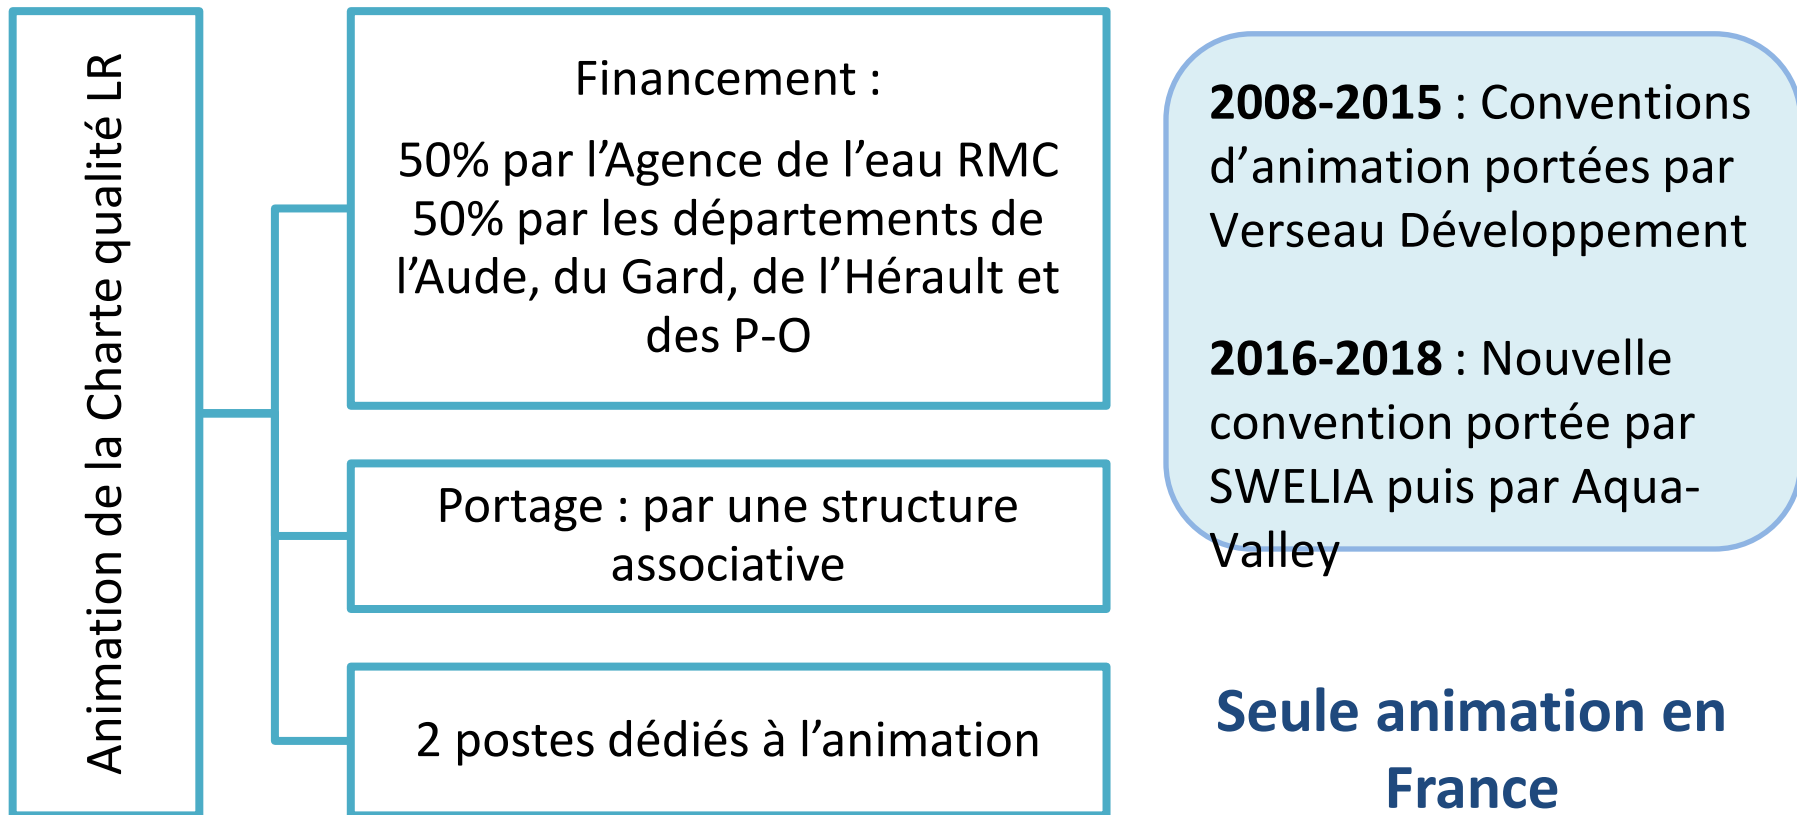 Animation de la Charte qualité LR
Financement :
50% par l’Agence de l’eau RMC
50% par les départements de
l’Aude, du Gard, de l’Hérault et
des P-O
Portage : par une structure
associative
2 postes dédiés à l’animation
2008-2015 : Conventions
d’animation portées par
Verseau Développement
2016-2018 : Nouvelle
convention portée par
SWELIA puis par Aqua-
Valley
Seule animation en
France